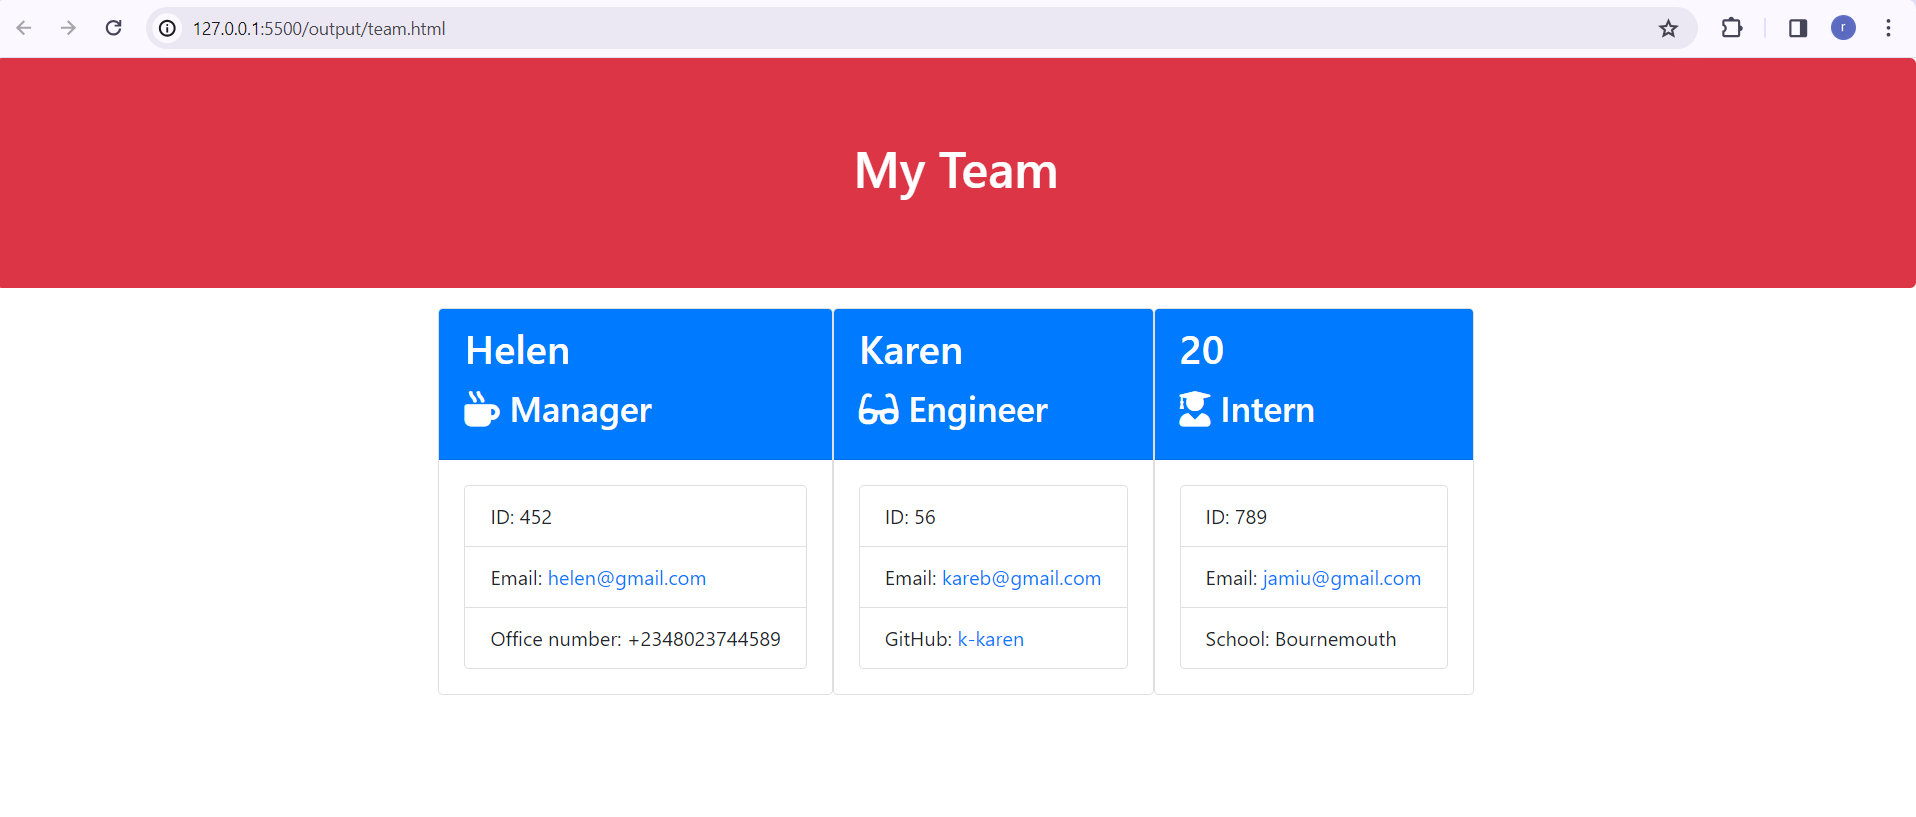 127.0.0.1:5500/output/team.html
r
My Team
Helen
Manager
ID: 452
Email: helen@gmail.com
Office number: +2348023744589
Karen
Engineer
ID: 56
Email: kareb@gmail.com
GitHub: k-karen
20
Intern
ID: 789
Email: jamiu@gmail.com
School: Bournemouth